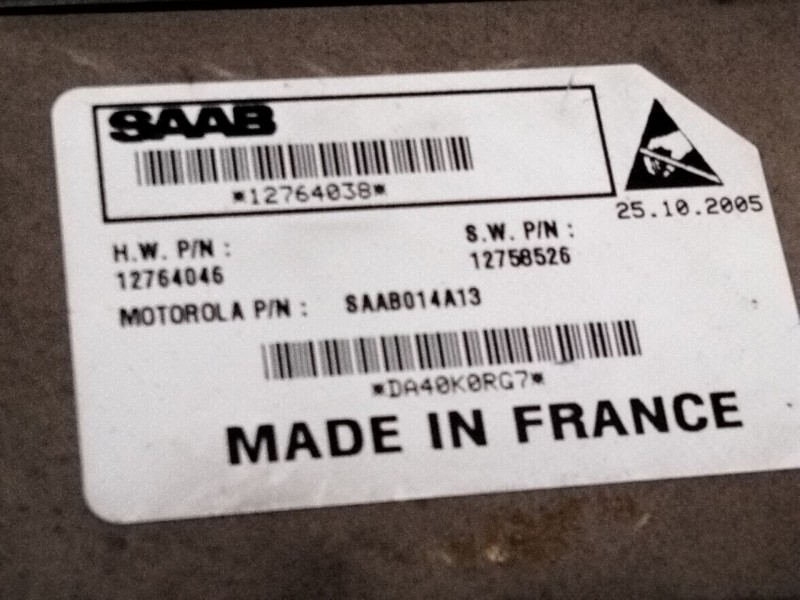 SAAB
*12764038*
25.10.2005
H.W. P/N :
12764046
S.W. P/N :
12758526
MOTOROLA P/N : SAAB014A13
*DA40K0RG7*
MADE IN FRANCE